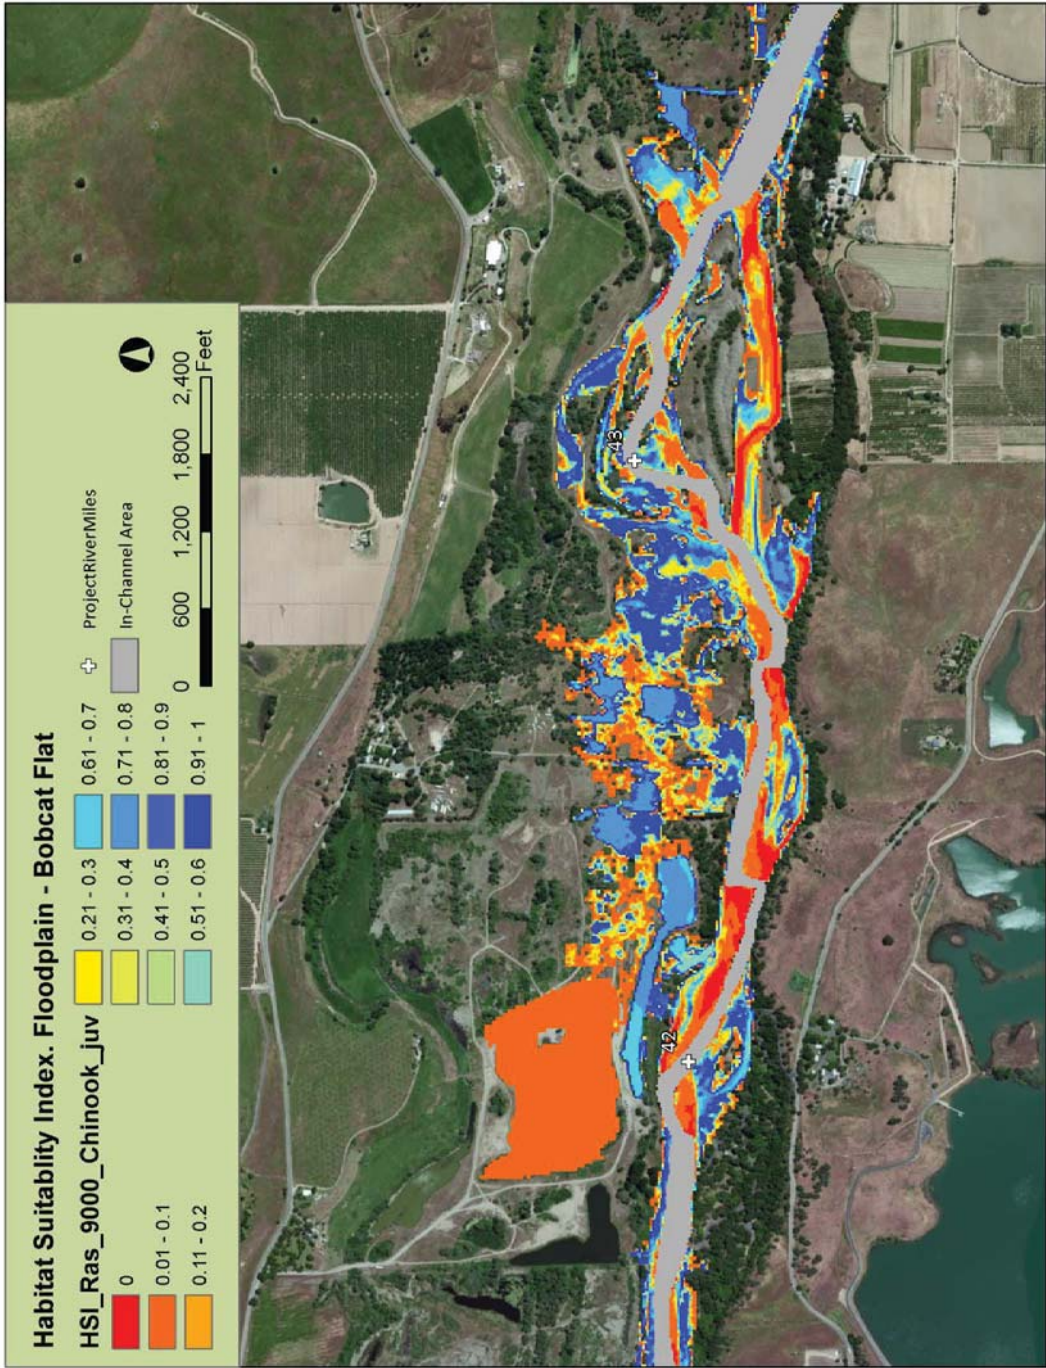 Habitat Suitablity Index. Floodplain - Bobcat Flat
HSI_Ras_9000_Chinook_juv
0
0.01 - 0.1
0.11 - 0.2
0.21 - 0.3
0.31 - 0.4
0.41 - 0.5
0.51 - 0.6
0.61 - 0.7
0.71 - 0.8
0.81 - 0.9
0.91 - 1
ProjectRiverMiles
In-Channel Area
0 600 1,200 1,800 2,400
Feet
42
43